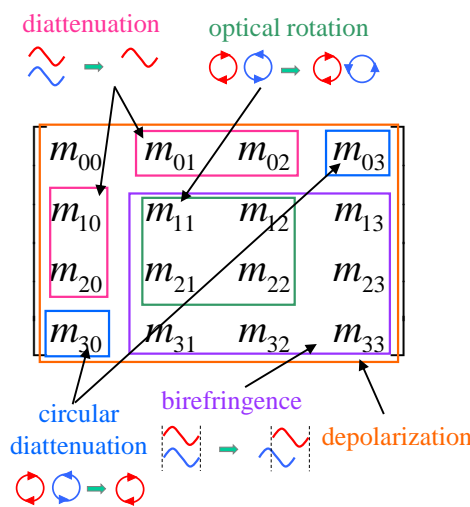 diattenuation
optical rotation
m00 m01 m02 m03
m10 m11 m12 m13
m20 m21 m22 m23
m30 m31 m32 m33
circular
diattenuation
birefringence
depolarization